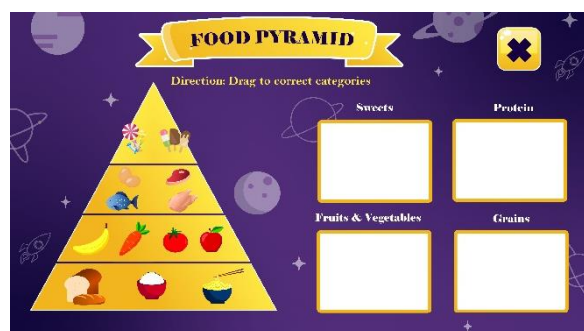 FOOD PYRAMID
Direction: Drag to correct categories
Sweets
Protein
Fruits & Vegetables
Grains